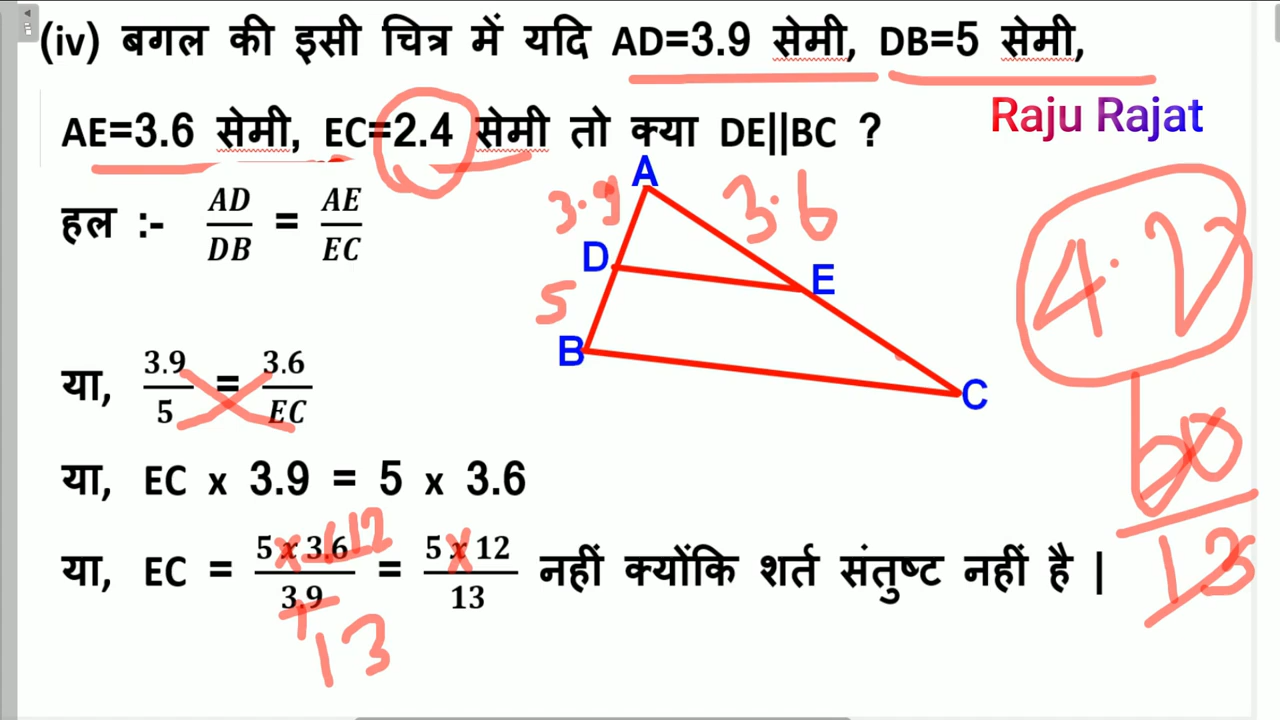 (iv) बगल की इसी चित्र में यदि AD=3.9 सेमी, DB=5 सेमी,
AE=3.6 सेमी, EC=2.4 सेमी तो क्या DE||BC ?
Raju Rajat
हल :- AD/DB = AE/EC
A
3.9
3.6
D
E
5
B
C
4.2
या, 3.9/5 = 3.6/EC
60
13
या, EC x 3.9 = 5 x 3.6
12
या, EC = 5 x 3.6/3.9 = 5 x 12/13 नहीं क्योंकि शर्त संतुष्ट नहीं है |
13